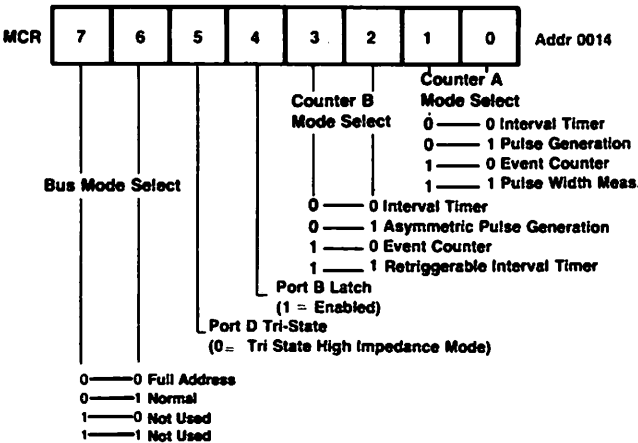 MCR 7 6 5 4 3 2 1 0 Addr 0014
Counter A
Mode Select
0 0 Interval Timer
0 1 Pulse Generation
1 0 Event Counter
1 1 Pulse Width Meas.
Counter B
Mode Select
0 0 Interval Timer
0 1 Asymmetric Pulse Generation
1 0 Event Counter
1 1 Retriggerable Interval Timer
Bus Mode Select
Port B Latch
(1 = Enabled)
Port D Tri-State
(0= Tri State High Impedance Mode)
0 0 Full Address
0 1 Normal
1 0 Not Used
1 1 Not Used